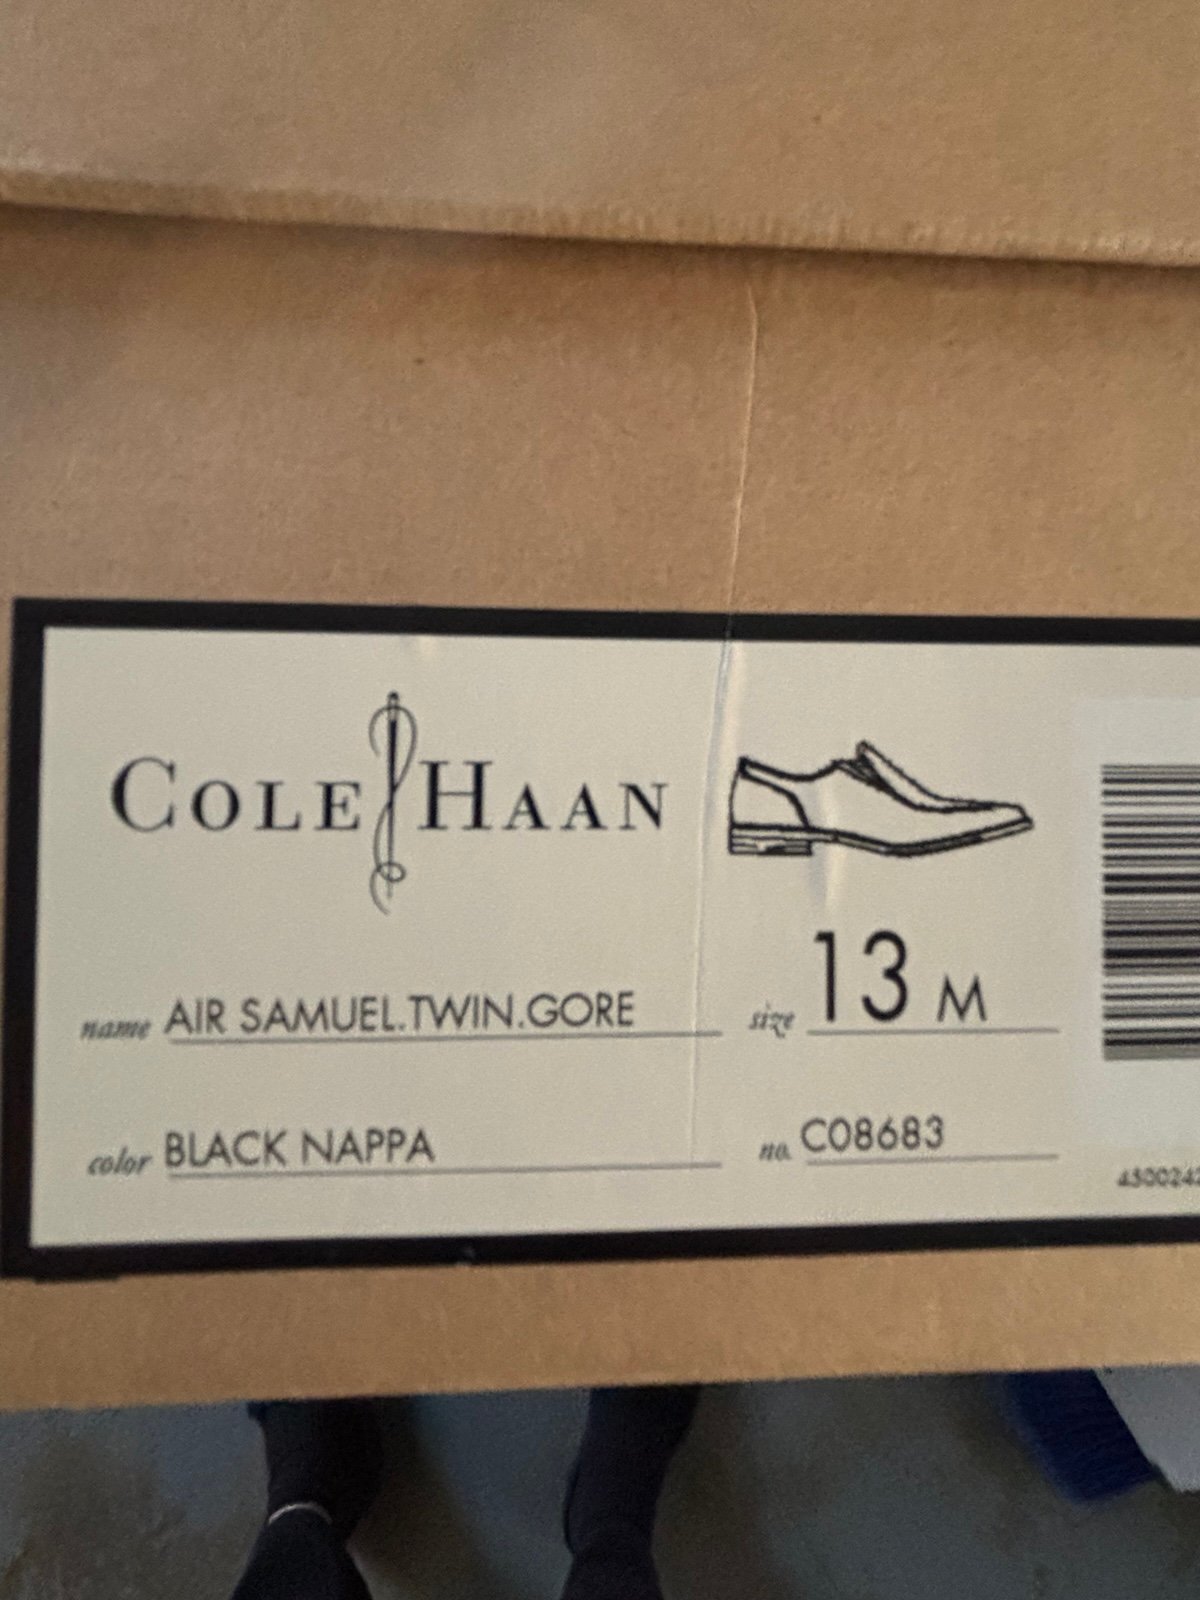 COLE HAAN
name AIR SAMUEL.TWIN.GORE
size 13 M
color BLACK NAPPA
no. C08683